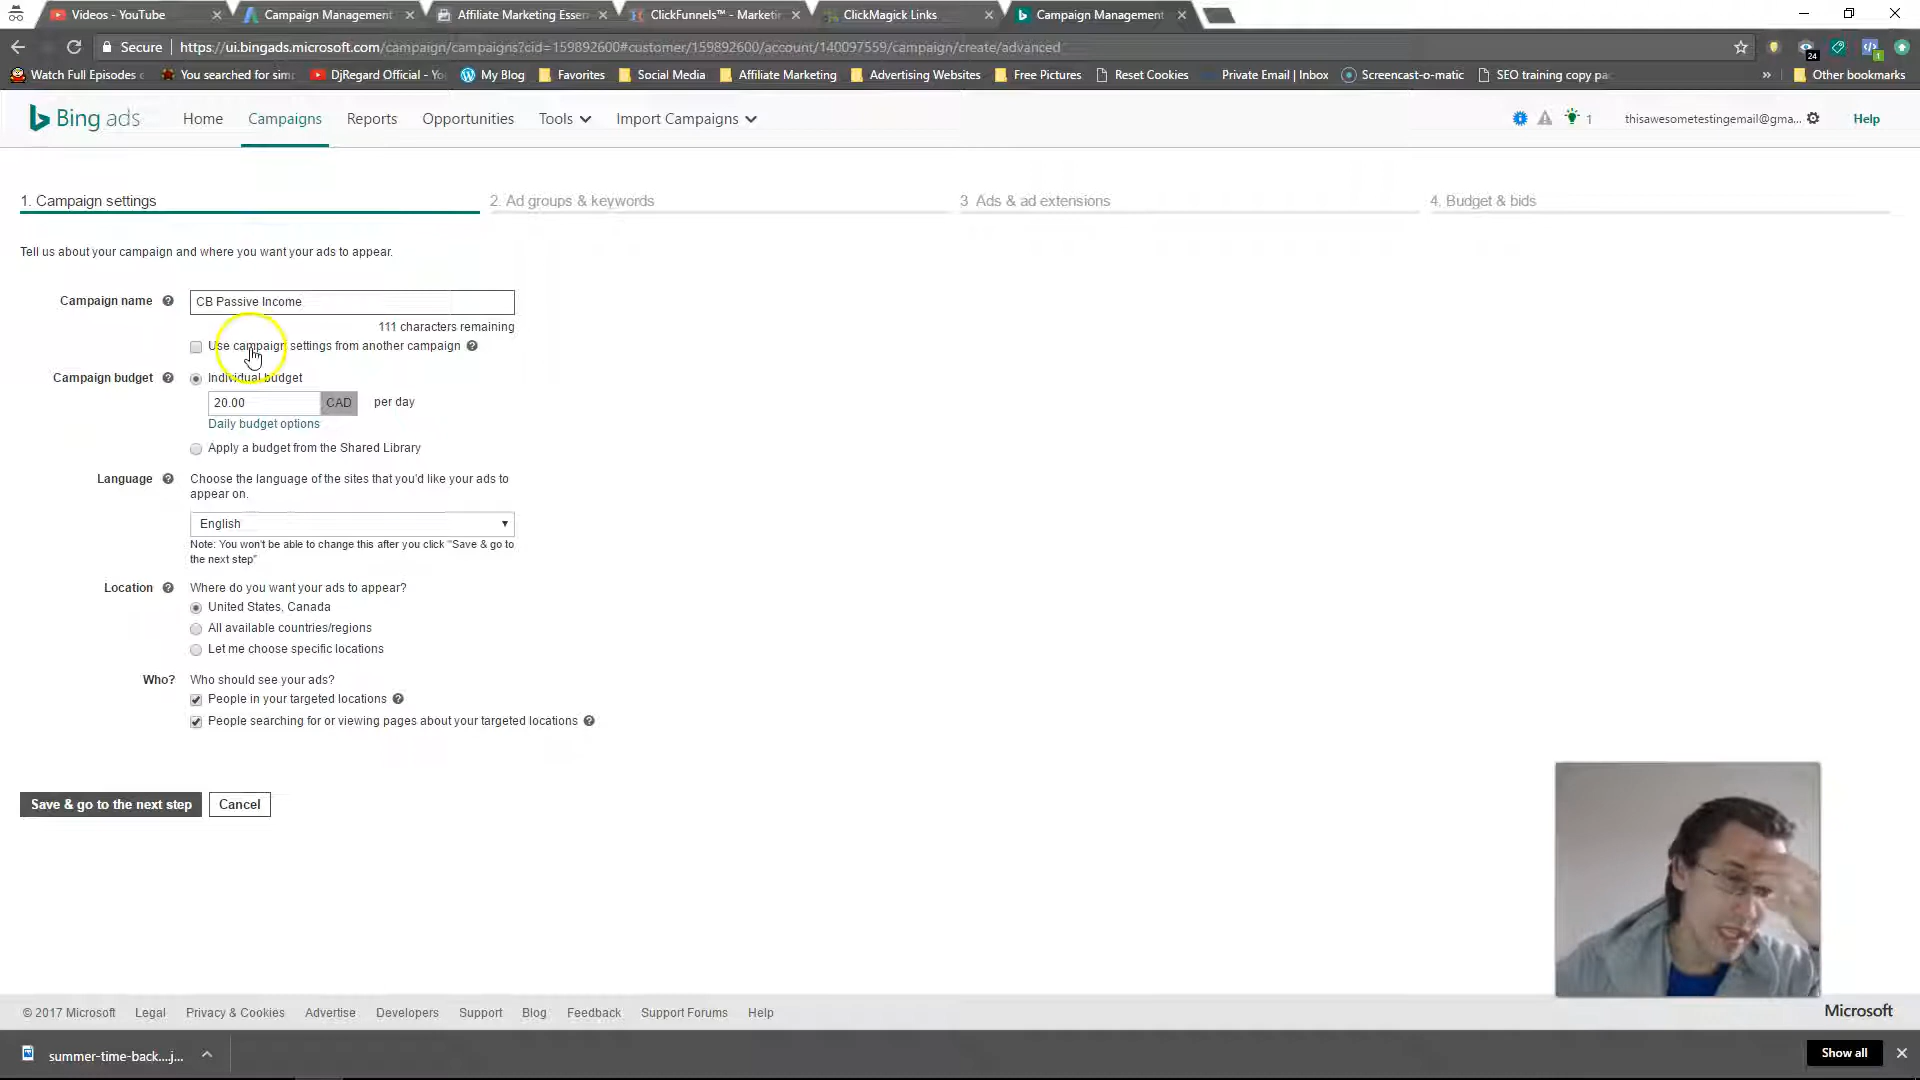 Videos - YouTube
Campaign Management
Affiliate Marketing Essen
ClickFunnels™ - Marketin
ClickMagick Links
Campaign Management
Secure
https://ui.bingads.microsoft.com/campaign/campaigns?cid=159892600#customer/159892600/account/140097559/campaign/create/advanced
24
1
Watch Full Episodes o
You searched for sim
DjRegard Official - Yo
My Blog
Favorites
Social Media
Affiliate Marketing
Advertising Websites
Free Pictures
Reset Cookies
Private Email | Inbox
Screencast-o-matic
SEO training copy pa
»
Other bookmarks
Bing ads
Home
Campaigns
Reports
Opportunities
Tools
Import Campaigns
1
thisawesometestingemail@gma...
Help
1. Campaign settings
2. Ad groups & keywords
3 Ads & ad extensions
4. Budget & bids
Tell us about your campaign and where you want your ads to appear.
Campaign name
CB Passive Income
111 characters remaining
Use campaign settings from another campaign
Campaign budget
Individual budget
20.00
CAD
per day
Daily budget options
Apply a budget from the Shared Library
Language
Choose the language of the sites that you'd like your ads to
appear on.
English
Note: You won't be able to change this after you click "Save & go to
the next step"
Location
Where do you want your ads to appear?
United States, Canada
All available countries/regions
Let me choose specific locations
Who?
Who should see your ads?
People in your targeted locations
People searching for or viewing pages about your targeted locations
Save & go to the next step
Cancel
© 2017 Microsoft
Legal
Privacy & Cookies
Advertise
Developers
Support
Blog
Feedback
Support Forums
Help
Microsoft
summer-time-back....j...
Show all